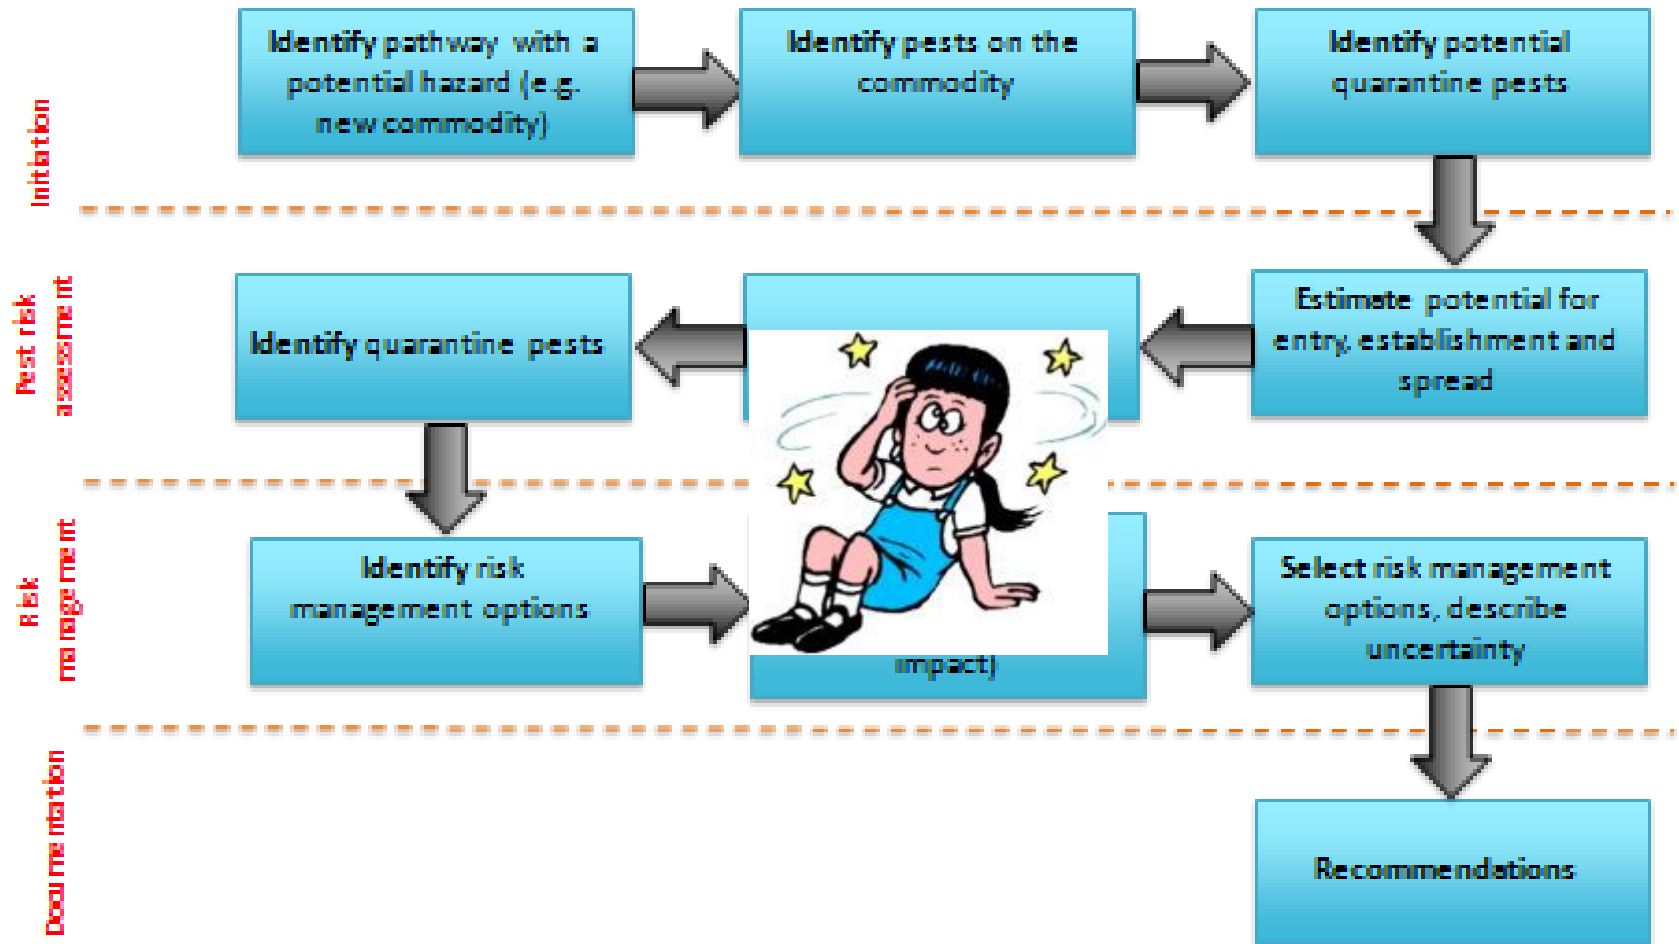 Initiation
Identify pathway with a
potential hazard (e.g.
new commodity)
Identify pests on the
commodity
Identify potential
quarantine pests
Pest risk
assessment
Identify quarantine pests
Estimate potential for
entry, establishment and
spread
Risk
management
Identify risk
management options
impact)
Select risk management
options, describe
uncertainty
Documentation
Recommendations